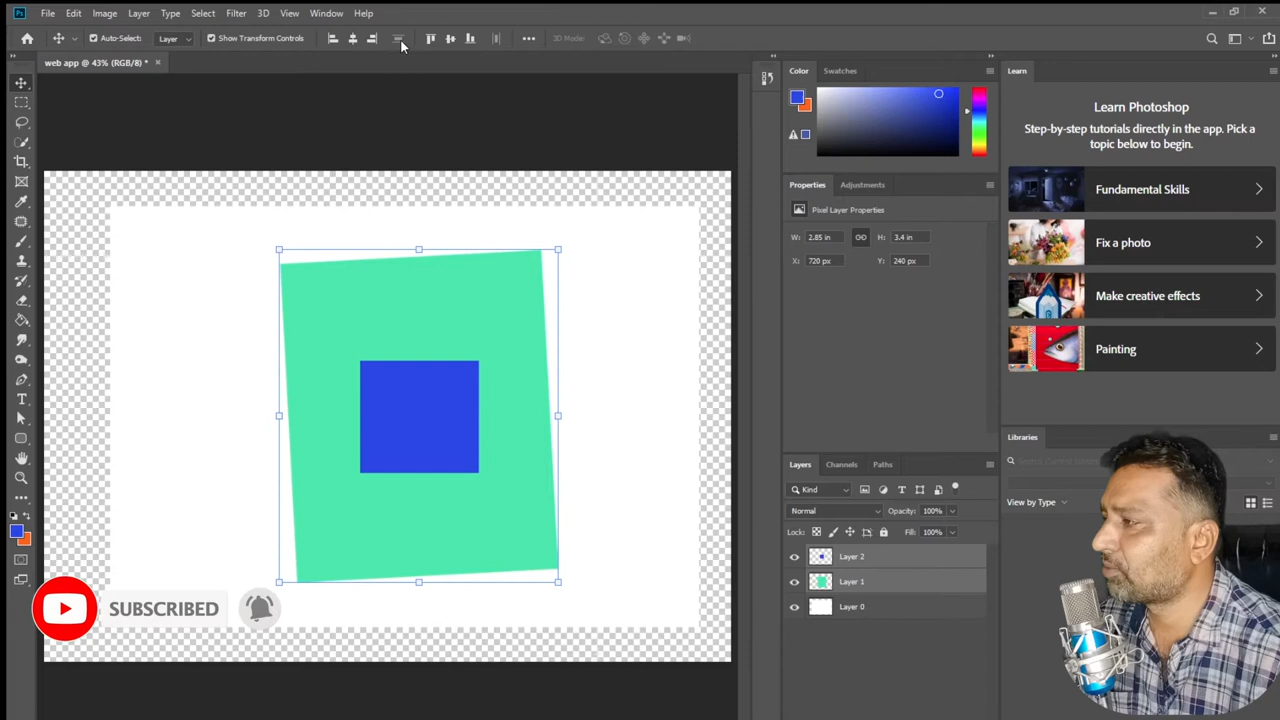 Ps File Edit Image Layer Type Select Filter 3D View Window Help
Auto-Select: Layer Show Transform Controls 3D Mode:
web app @ 43% (RGB/8) *
Color Swatches
Learn
Learn Photoshop
Step-by-step tutorials directly in the app. Pick a
topic below to begin.
Fundamental Skills
Fix a photo
Make creative effects
Painting
Properties Adjustments
Pixel Layer Properties
W: 2.85 in H: 3.4 in
X: 720 px Y: 240 px
Layers Channels Paths
Kind
Normal Opacity: 100%
Lock: Fill: 100%
Layer 2
Layer 1
Layer 0
Libraries
View by Type
SUBSCRIBED